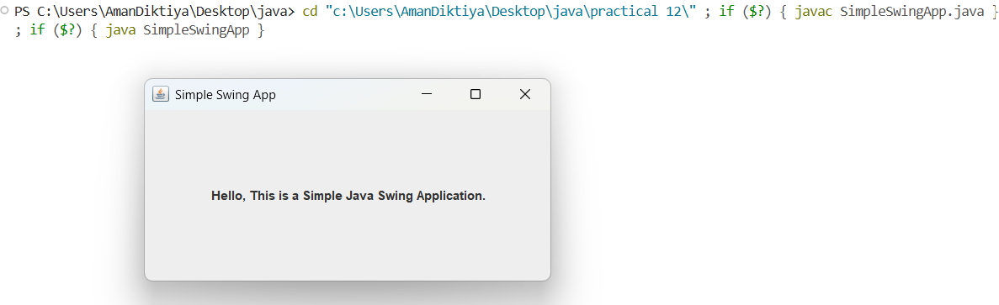 PS C:\Users\AmanDiktiya\Desktop\java> cd "c:\Users\AmanDiktiya\Desktop\java\practical 12\" ; if ($?) { javac SimpleSwingApp.java }
; if ($?) { java SimpleSwingApp }
Simple Swing App
Hello, This is a Simple Java Swing Application.